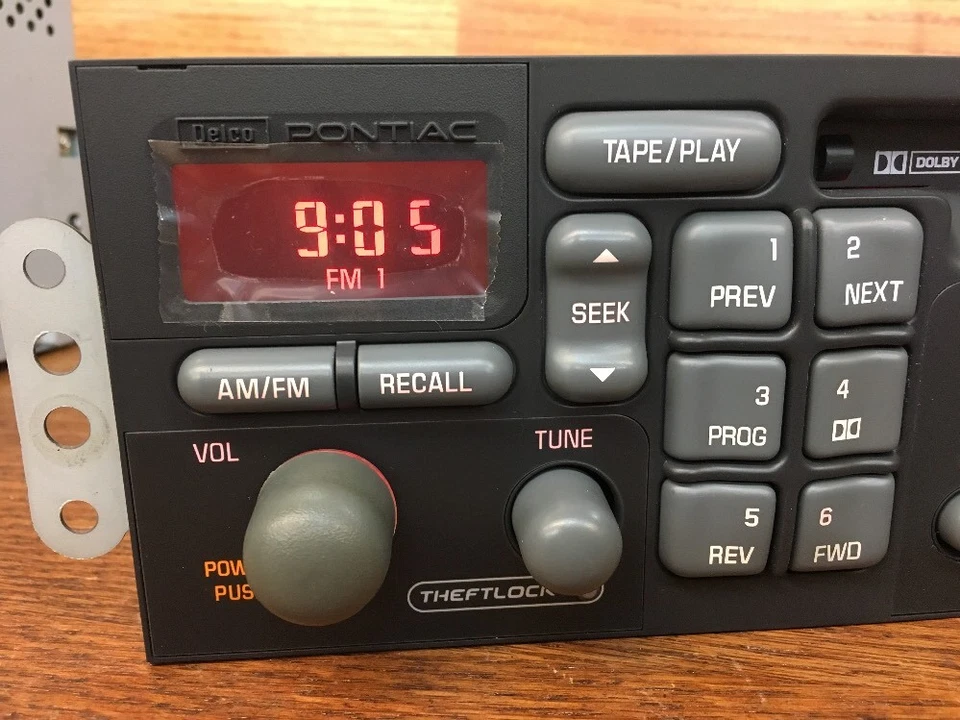 Delco PONTIAC
9:05
FM 1
TAPE/PLAY
DOLBY
SEEK
1
PREV
2
NEXT
AM/FM
RECALL
3
PROG
4
VOL
TUNE
5
REV
6
FWD
THEFTLOCK